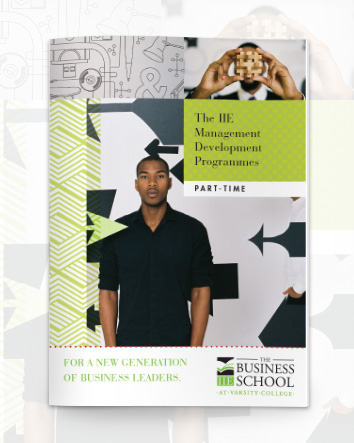 The IIE
Management
Development
Programmes
PART-TIME
FOR A NEW GENERATION
OF BUSINESS LEADERS.
THE
BUSINESS
IIE SCHOOL
·AT·VARSITY·COLLEGE·